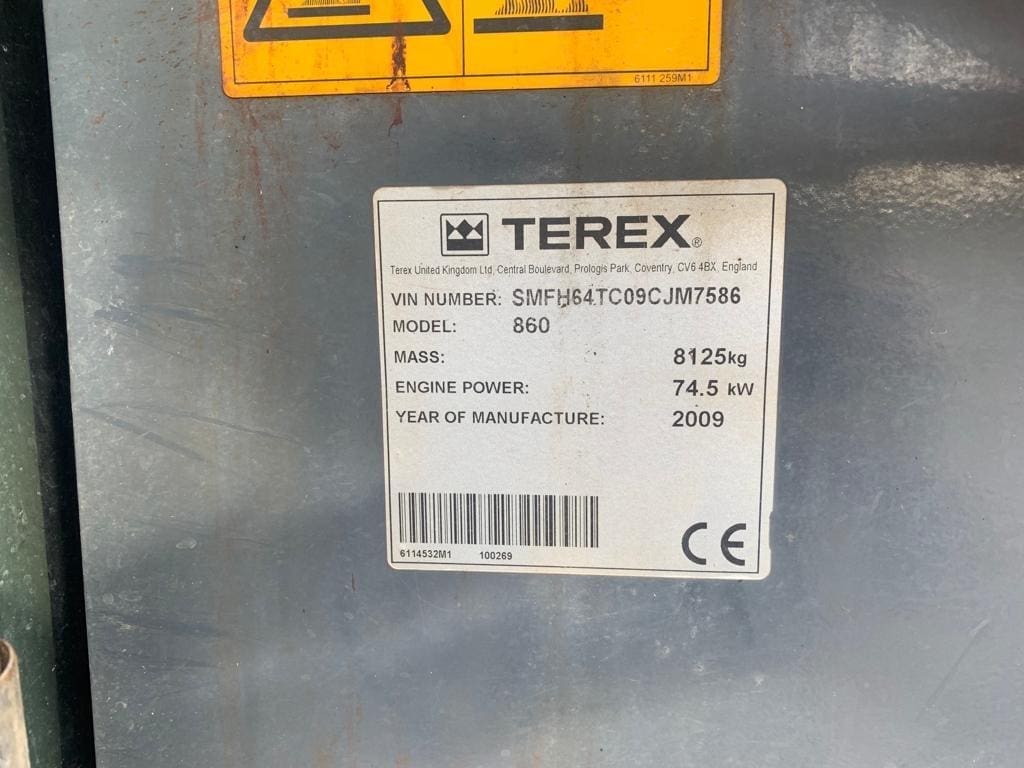 6111 259M1
TEREX®
Terex United Kingdom Ltd, Central Boulevard, Prologis Park, Coventry, CV6 4BX, England
VIN NUMBER: SMFH64TC09CJM7586
MODEL: 860
MASS: 8125kg
ENGINE POWER: 74.5 kW
YEAR OF MANUFACTURE: 2009
6114532M1 100269
CE